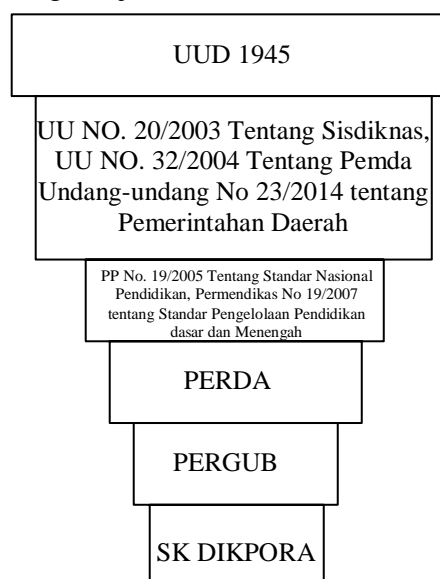 UUD 1945
UU NO. 20/2003 Tentang Sisdiknas,
UU NO. 32/2004 Tentang Pemda
Undang-undang No 23/2014 tentang
Pemerintahan Daerah
PP No. 19/2005 Tentang Standar Nasional
Pendidikan, Permendikas No 19/2007
tentang Standar Pengelolaan Pendidikan
dasar dan Menengah
PERDA
PERGUB
SK DIKPORA